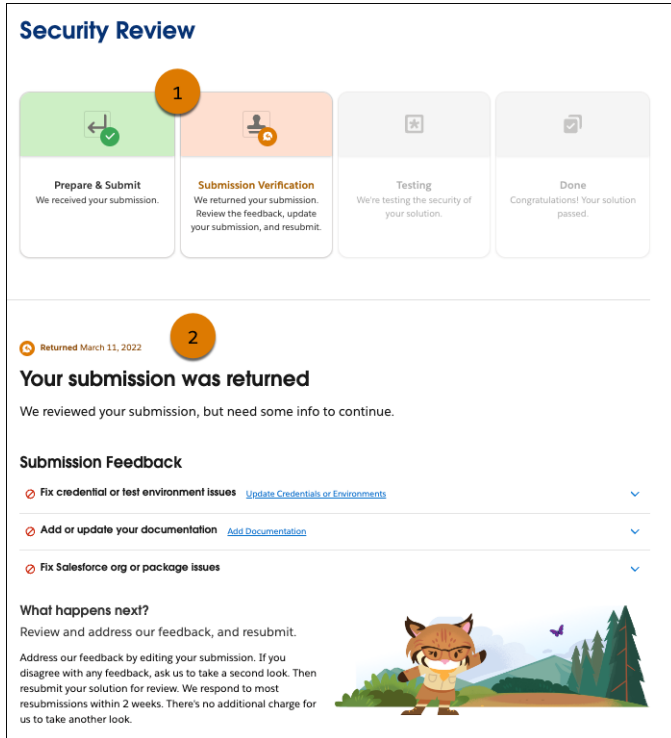 Security Review
1
Prepare & Submit
We received your submission.
Submission Verification
We returned your submission.
Review the feedback, update
your submission, and resubmit.
Testing
We're testing the security of
your solution.
Done
Congratulations! Your solution
passed.
2
Returned March 11, 2022
Your submission was returned
We reviewed your submission, but need some info to continue.
Submission Feedback
Fix credential or test environment issues Update Credentials or Environments
Add or update your documentation Add Documentation
Fix Salesforce org or package issues
What happens next?
Review and address our feedback, and resubmit.
Address our feedback by editing your submission. If you
disagree with any feedback, ask us to take a second look. Then
resubmit your solution for review. We respond to most
resubmissions within 2 weeks. There's no additional charge for
us to take another look.